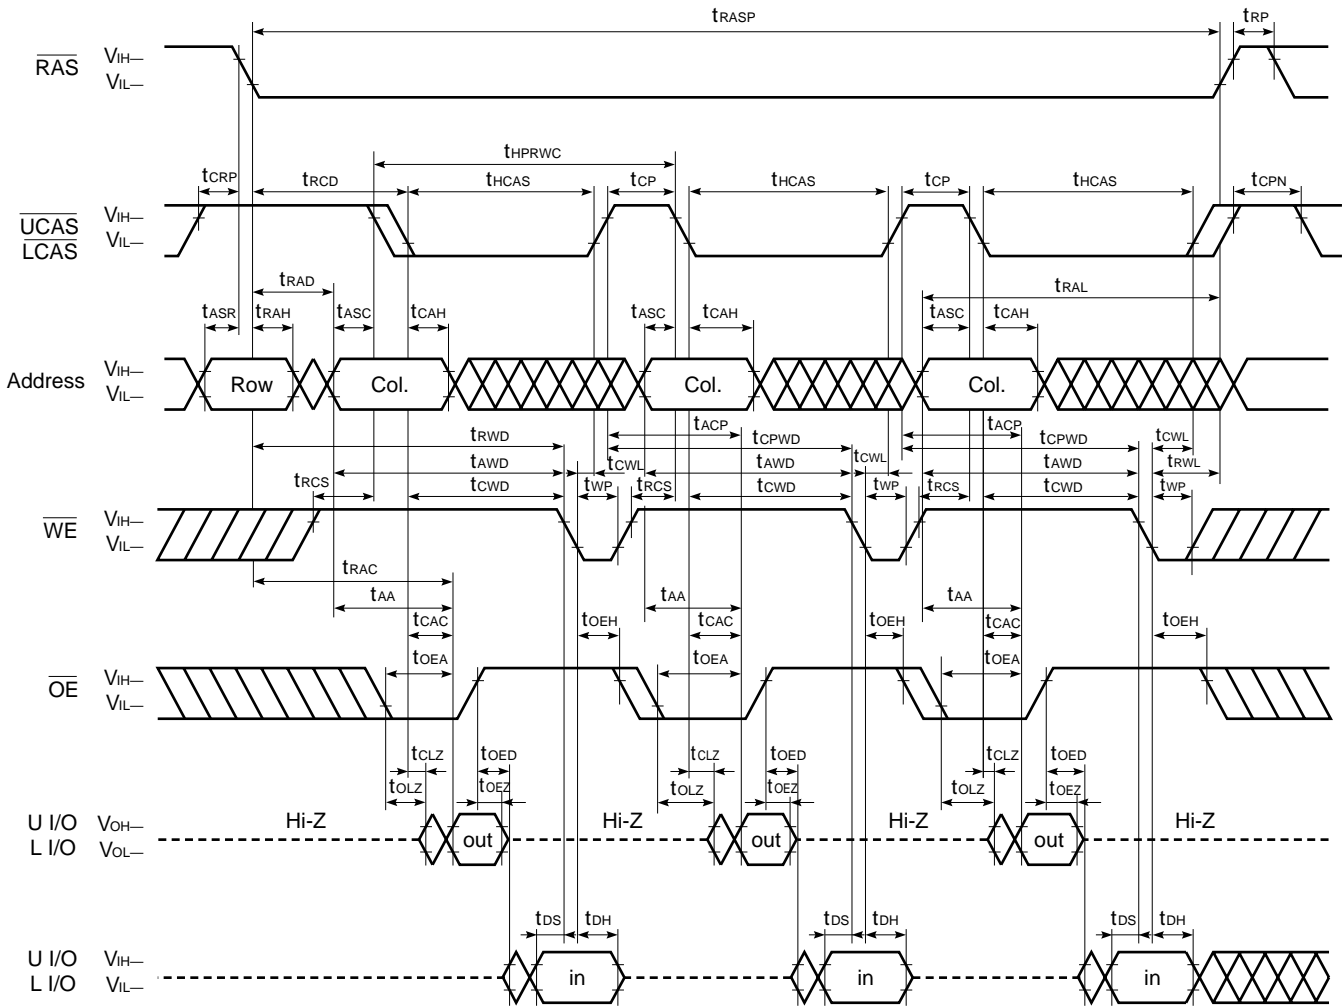 tRASP tRP
RAS VIH— VIL—
tHPRWC
tCRP tRCD tHCAS tCP tHCAS tCP tHCAS tCPN
UCAS LCAS VIH— VIL—
tRAD tRAL
tASR tRAH tASC tCAH tASC tCAH tASC tCAH
Address VIH— VIL— Row Col. Col. Col.
tACP tACP
tRWD tCPWD tCPWD tCWL
tAWD tCWL tAWD tCWL tAWD tRWL
tRCS tCWD tWP tRCS tCWD tWP tRCS tCWD tWP
WE VIH— VIL—
tRAC
tAA tAA tAA
tCAC tOEH tCAC tOEH tCAC tOEH
tOEA tOEA tOEA
OE VIH— VIL—
tCLZ tOED tCLZ tOED tCLZ tOED
tOLZ tOEZ tOLZ tOEZ tOLZ tOEZ
U I/O VOH— Hi-Z Hi-Z Hi-Z Hi-Z
L I/O VOL— out out out
tDS tDH tDS tDH tDS tDH
U I/O VIH—
L I/O VIL— in in in